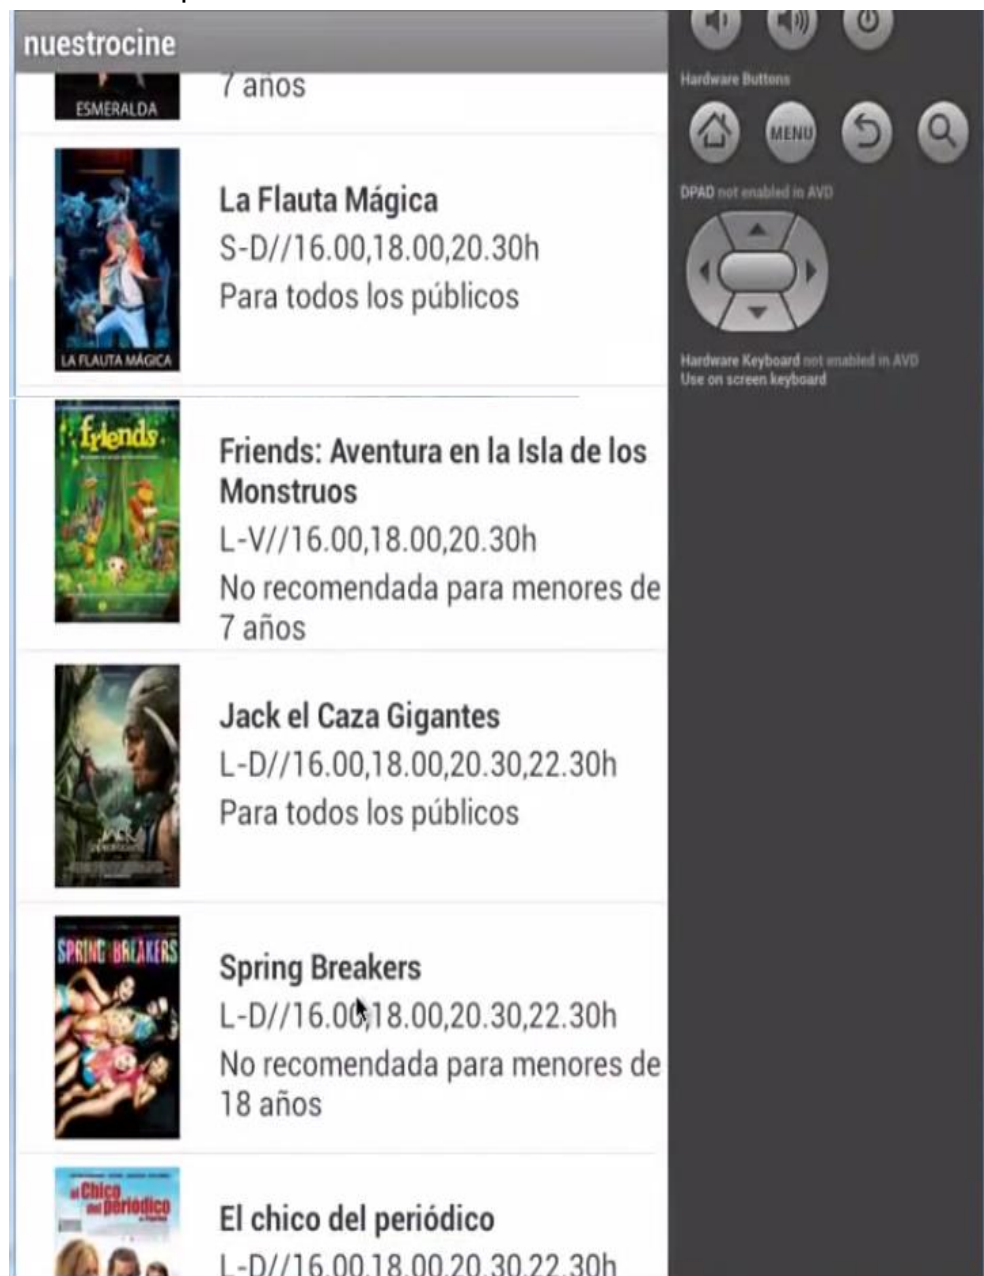 nuestrocine
ESMERALDA
7 años
LA FLAUTA MÁGICA
La Flauta Mágica
S-D//16.00,18.00,20.30h
Para todos los públicos
friends
Friends: Aventura en la Isla de los
Monstruos
L-V//16.00,18.00,20.30h
No recomendada para menores de
7 años
JACK
Jack el Caza Gigantes
L-D//16.00,18.00,20.30,22.30h
Para todos los públicos
SPRING BREAKERS
Spring Breakers
L-D//16.00,18.00,20.30,22.30h
No recomendada para menores de
18 años
el Chico
del periódico
El chico del periódico
L-D//16.00,18.00,20.30,22.30h
Hardware Buttons
MENU
DPAD not enabled in AVD
Hardware Keyboard not enabled in AVD
Use on screen keyboard